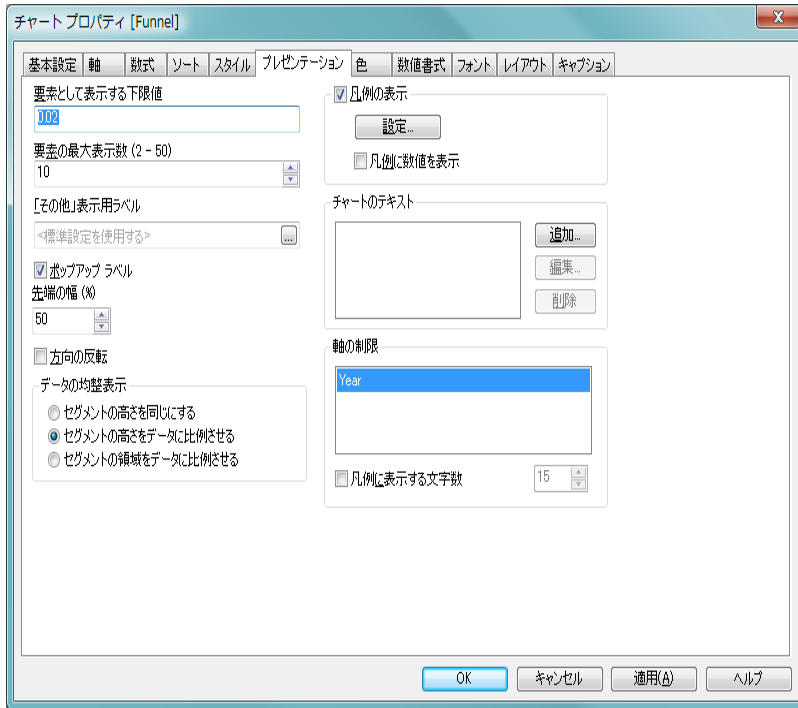 チャート プロパティ [Funnel]
基本設定 軸 数式 ソート スタイル プレゼンテーション 色 数値書式 フォント レイアウト キャプション
要素として表示する下限値
0.02
要素の最大表示数 (2 - 50)
10
「その他」表示用ラベル
<標準設定を使用する>
...
ポップアップ ラベル
先端の幅 (%)
50
方向の反転
データの均整表示
セグメントの高さを同じにする
セグメントの高さをデータに比例させる
セグメントの領域をデータに比例させる
凡例の表示
設定...
凡例に数値を表示
チャートのテキスト
追加...
編集...
削除
軸の制限
Year
凡例に表示する文字数
15
OK キャンセル 適用(A) ヘルプ